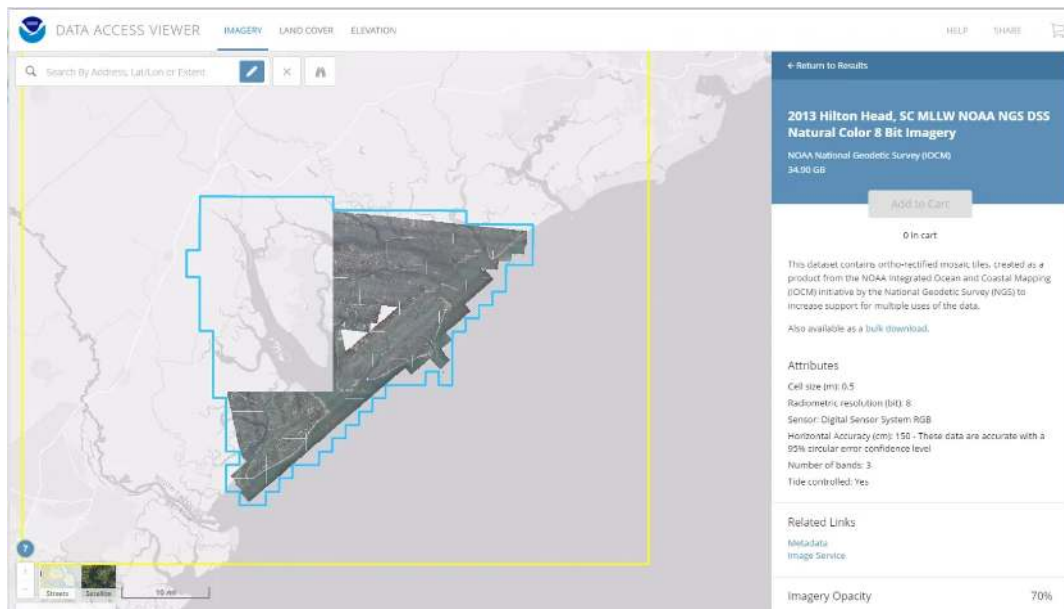 DATA ACCESS VIEWER
IMAGERY
LAND COVER
ELEVATION
HELP
SHARE
Search By Address, Lat/Lon or Extent
Return to Results
2013 Hilton Head, SC MLLW NOAA NGS DSS
Natural Color 8 Bit Imagery
NOAA National Geodetic Survey (IOCM)
34.90 GB
Add to Cart
0 in cart
This dataset contains ortho-rectified mosaic tiles, created as a
product from the NOAA Integrated Ocean and Coastal Mapping
(IOCM) initiative by the National Geodetic Survey (NGS) to
increase support for multiple uses of the data.
Also available as a bulk download.
Attributes
Cell size (m): 0.5
Radiometric resolution (bit): 8
Sensor: Digital Sensor System RGB
Horizontal Accuracy (cm): 150 - These data are accurate with a
95% circular error confidence level
Number of bands: 3
Tide controlled: Yes
Related Links
Metadata
Image Service
Imagery Opacity 70%
?
Streets
Satellite
10 mi